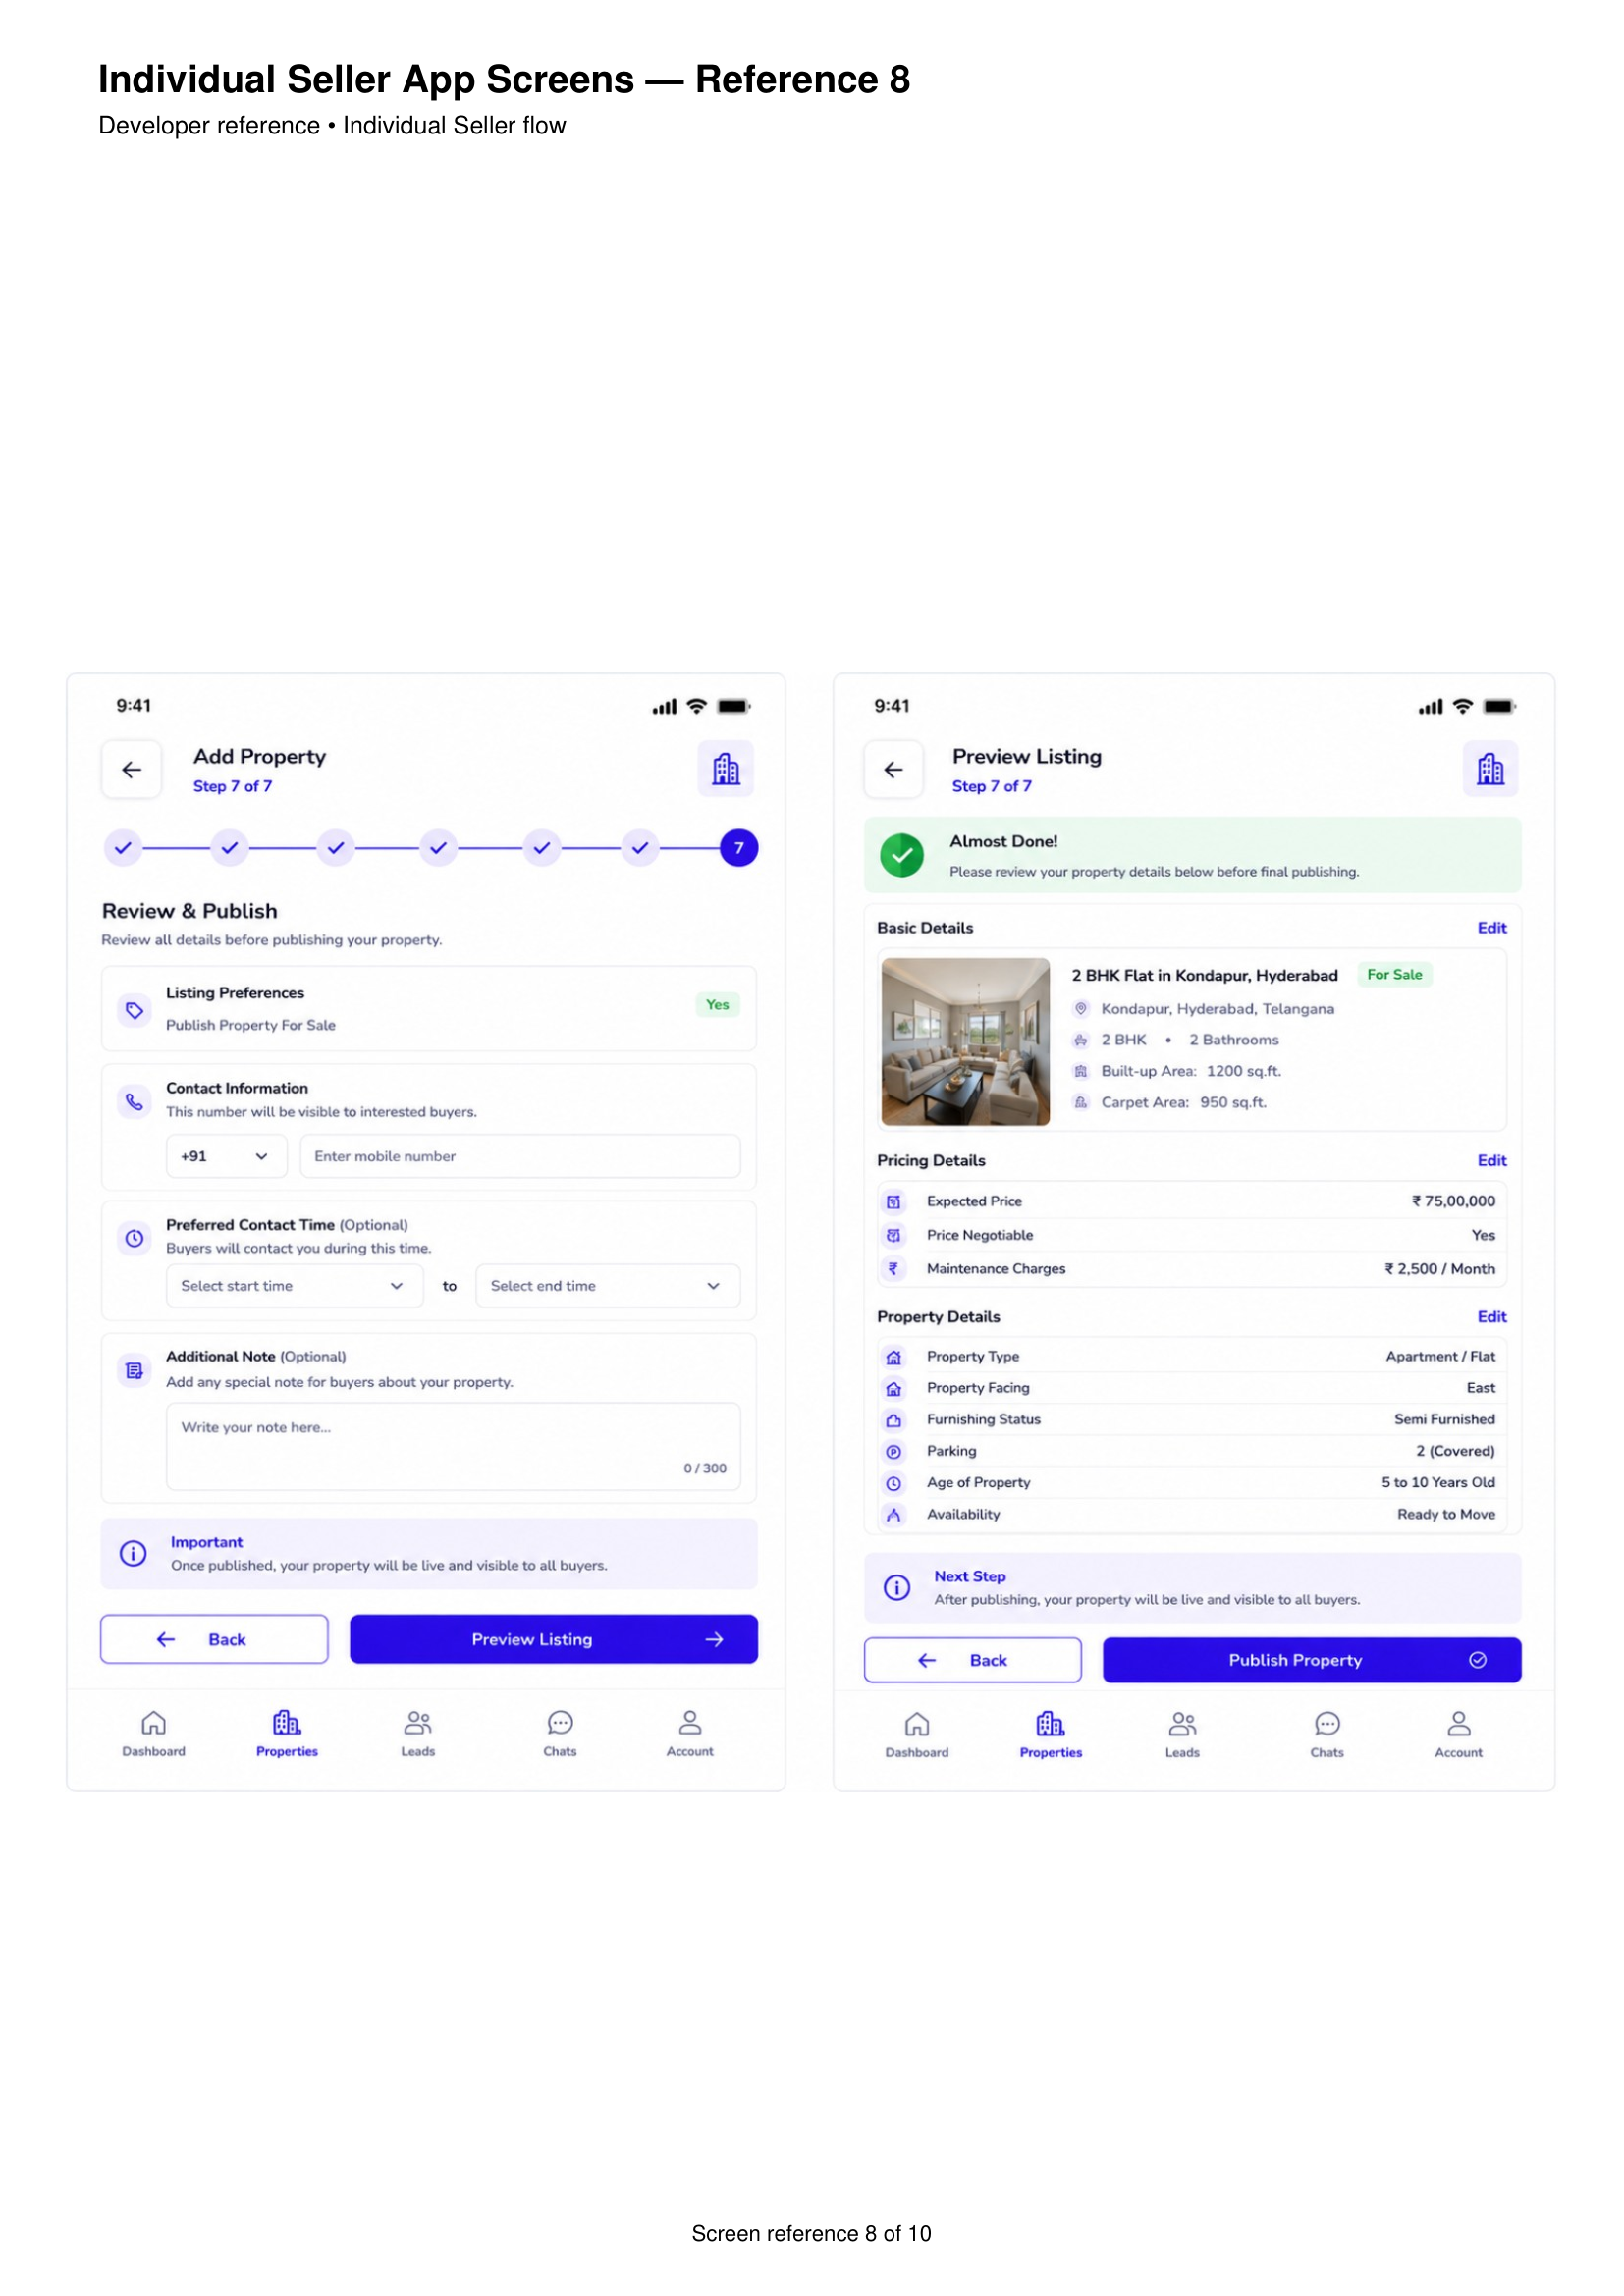 Individual Seller App Screens — Reference 8
Developer reference • Individual Seller flow
9:41
Add Property
Step 7 of 7
7
Review & Publish
Review all details before publishing your property.
Listing Preferences
Publish Property For Sale
Yes
Contact Information
This number will be visible to interested buyers.
+91
Enter mobile number
Preferred Contact Time (Optional)
Buyers will contact you during this time.
Select start time
to
Select end time
Additional Note (Optional)
Add any special note for buyers about your property.
Write your note here...
0 / 300
Important
Once published, your property will be live and visible to all buyers.
Back
Preview Listing
Dashboard
Properties
Leads
Chats
Account
9:41
Preview Listing
Step 7 of 7
Almost Done!
Please review your property details below before final publishing.
Basic Details
Edit
2 BHK Flat in Kondapur, Hyderabad
For Sale
Kondapur, Hyderabad, Telangana
2 BHK • 2 Bathrooms
Built-up Area: 1200 sq.ft.
Carpet Area: 950 sq.ft.
Pricing Details
Edit
Expected Price ₹ 75,00,000
Price Negotiable Yes
Maintenance Charges ₹ 2,500 / Month
Property Details
Edit
Property Type Apartment / Flat
Property Facing East
Furnishing Status Semi Furnished
Parking 2 (Covered)
Age of Property 5 to 10 Years Old
Availability Ready to Move
Next Step
After publishing, your property will be live and visible to all buyers.
Back
Publish Property
Dashboard
Properties
Leads
Chats
Account
Screen reference 8 of 10